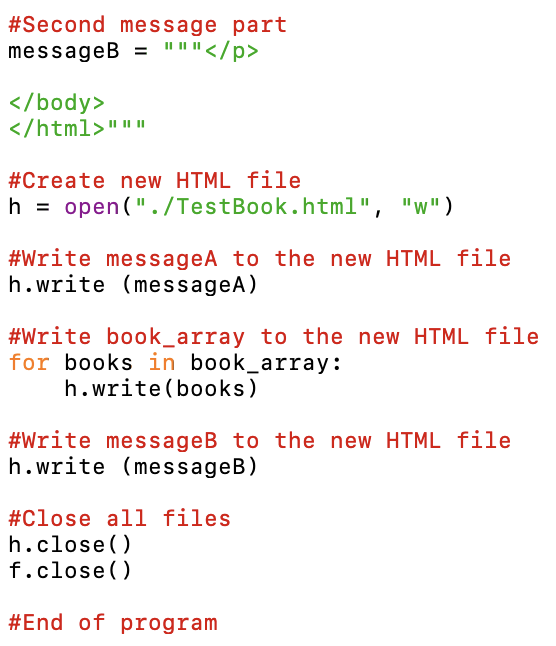 #Second message part
messageB = """</p>

</body>
</html>"""

#Create new HTML file
h = open("./TestBook.html", "w")

#Write messageA to the new HTML file
h.write (messageA)

#Write book_array to the new HTML file
for books in book_array:
    h.write(books)

#Write messageB to the new HTML file
h.write (messageB)

#Close all files
h.close()
f.close()

#End of program